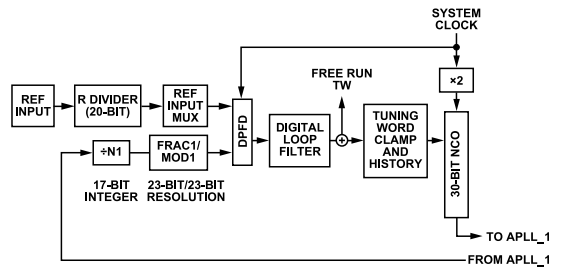 SYSTEM
CLOCK
FREE RUN
TW
×2
REF
INPUT
R DIVIDER
(20-BIT)
REF
INPUT
MUX
DPFD
DIGITAL
LOOP
FILTER
+
TUNING
WORD
CLAMP
AND
HISTORY
30-BIT NCO
÷N1
FRAC1/
MOD1
17-BIT
INTEGER
23-BIT/23-BIT
RESOLUTION
TO APLL_1
FROM APLL_1